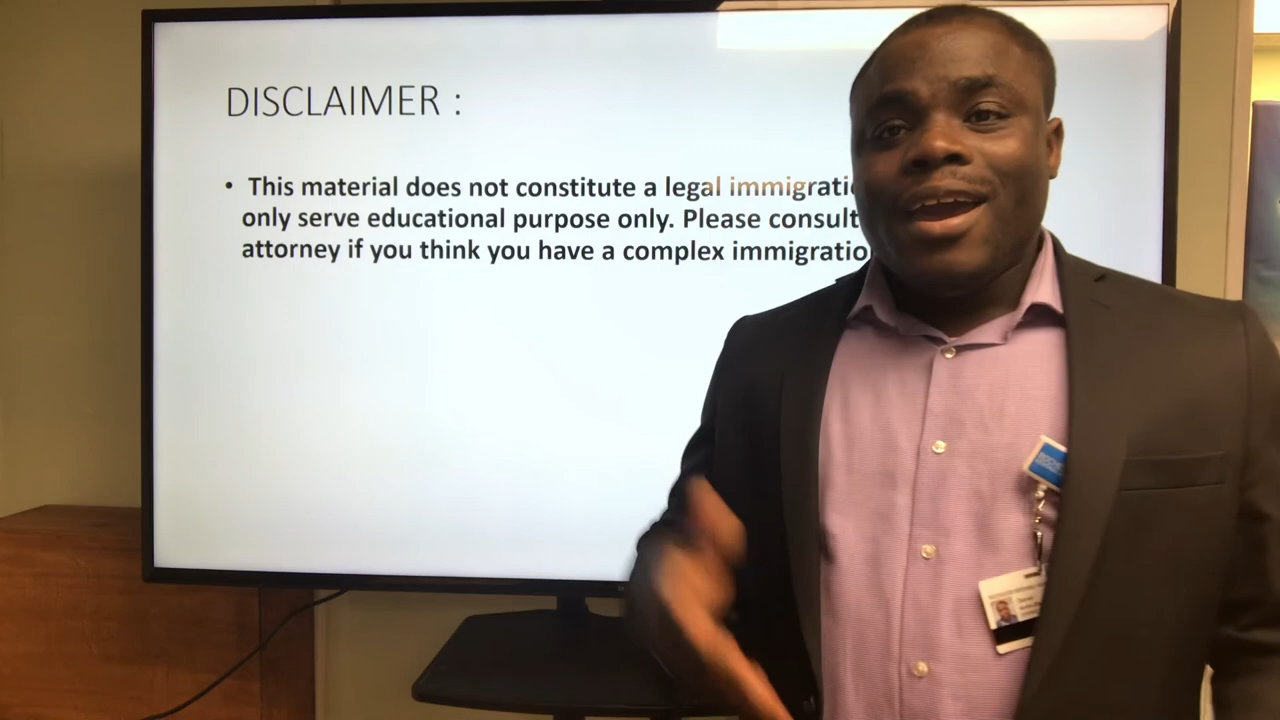 DISCLAIMER :
• This material does not constitute a legal
only serve educational purpose only. Please consult
attorney if you think you have a complex